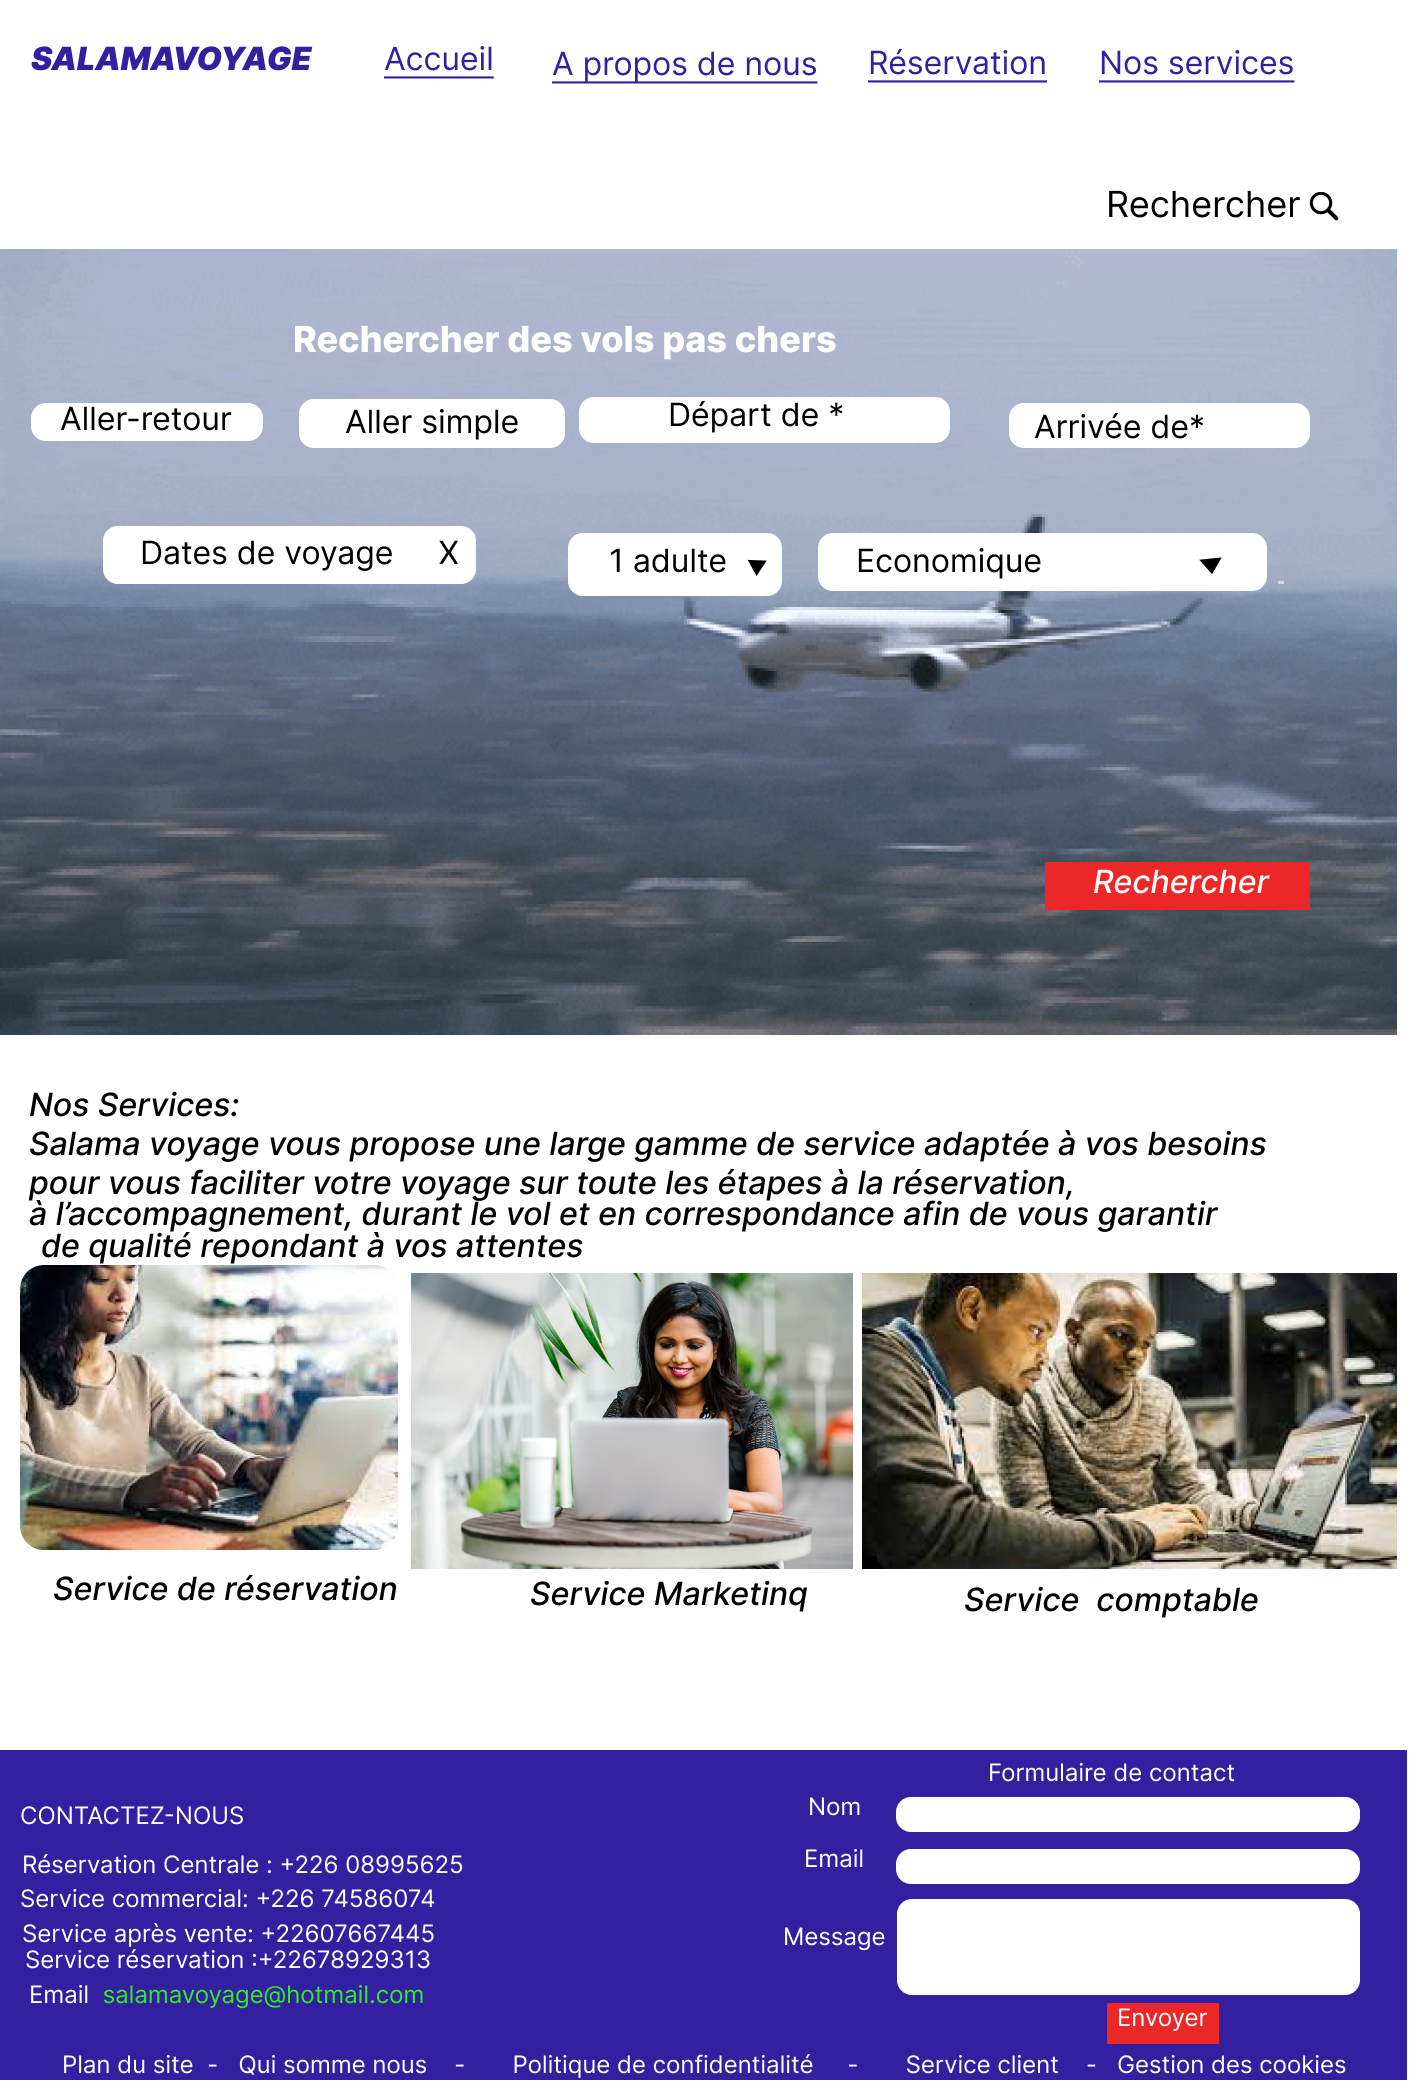 SALAMAVOYAGE
Accueil
A propos de nous
Réservation
Nos services
Rechercher
Rechercher des vols pas chers
Aller-retour
Aller simple
Départ de *
Arrivée de*
Dates de voyage X
1 adulte
Economique
-
Rechercher
Nos Services:
Salama voyage vous propose une large gamme de service adaptée à vos besoins
pour vous faciliter votre voyage sur toute les étapes à la réservation,
à l’accompagnement, durant le vol et en correspondance afin de vous garantir
de qualité repondant à vos attentes
Service de réservation
Service Marketinq
Service comptable
CONTACTEZ-NOUS
Réservation Centrale : +226 08995625
Service commercial: +226 74586074
Service après vente: +22607667445
Service réservation :+22678929313
Email salamavoyage@hotmail.com
Formulaire de contact
Nom
Email
Message
Envoyer
Plan du site - Qui somme nous - Politique de confidentialité - Service client - Gestion des cookies